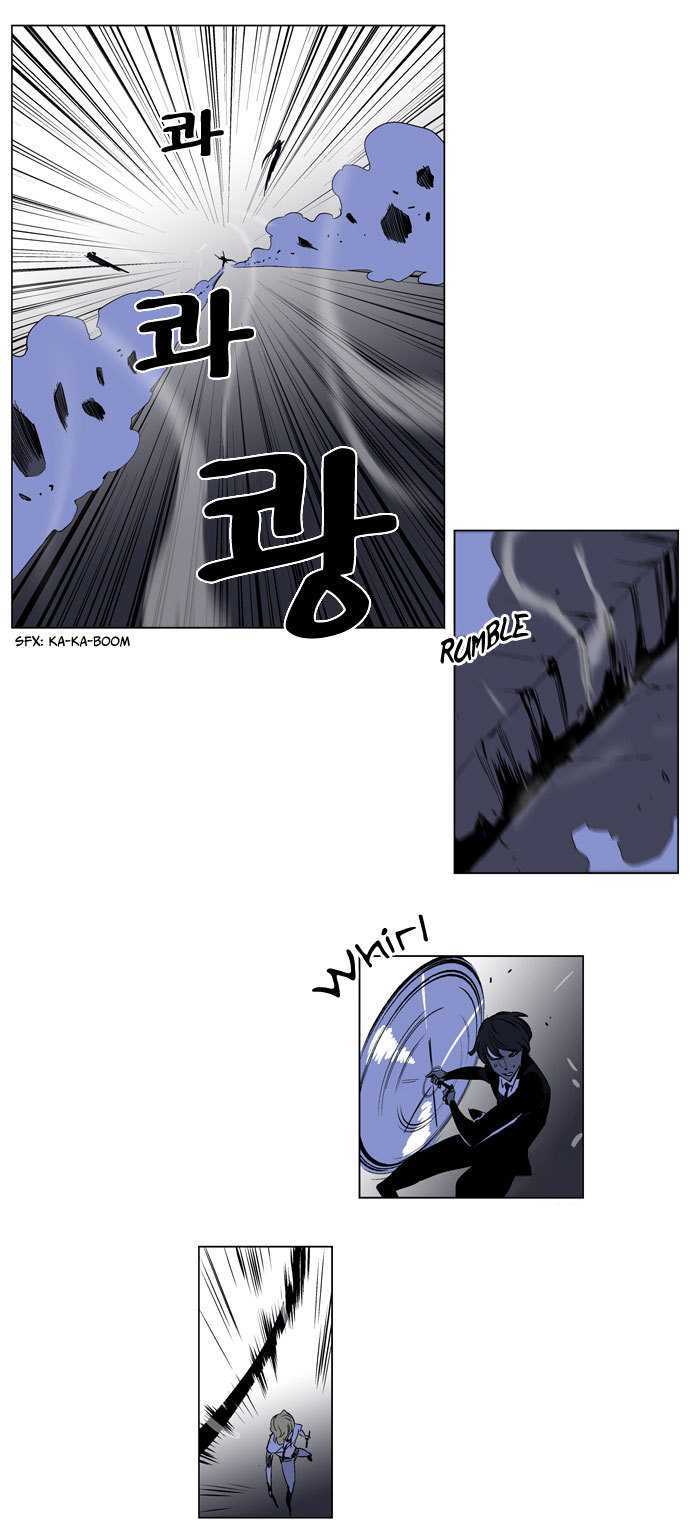 콰
콰
쾅
SFX: KA-KA-BOOM
RUMBLE
Whirl